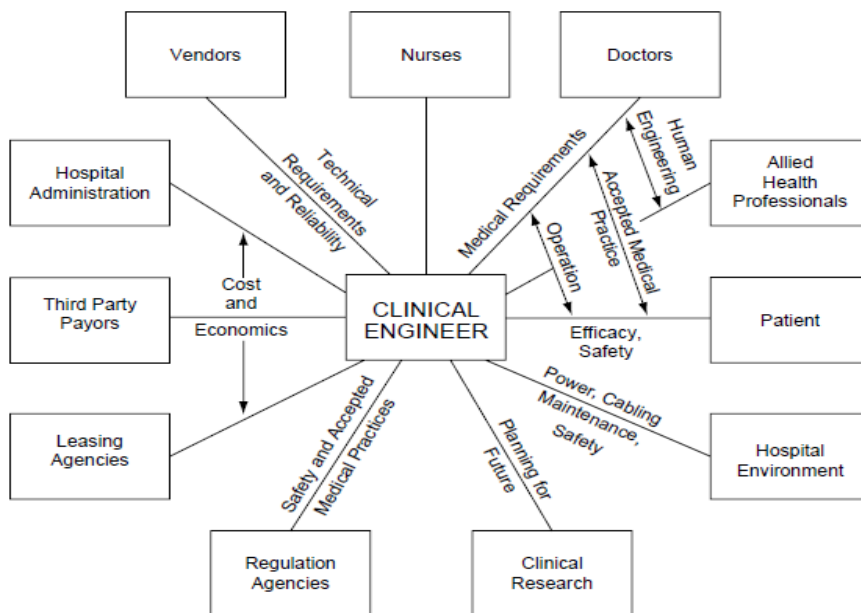 Vendors
Nurses
Doctors
Hospital
Administration
Technical
Requirements
and Reliability
Medical Requirements
Human
Engineering
Allied
Health
Professionals
Accepted Medical
Practice
Operation
Third Party
Payors
Cost
and
Economics
CLINICAL
ENGINEER
Efficacy,
Safety
Patient
Leasing
Agencies
Safety and Accepted
Medical Practices
Planning for
Future
Power, Cabling
Maintenance,
Safety
Hospital
Environment
Regulation
Agencies
Clinical
Research